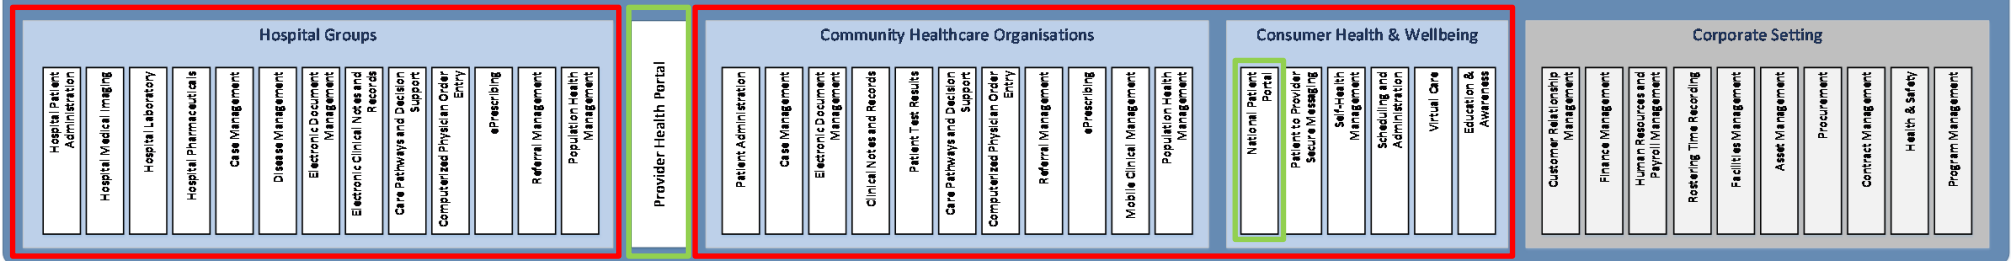 Hospital Groups
Hospital Patient
Administration
Hospital Medical Imaging
Hospital Laboratory
Hospital Pharmaceuticals
Case Management
Disease Management
Electronic Document
Management
Electronic Clinical Notes and
Records
Care Pathways and Decision
Support
Computerized Physician Order
Entry
ePrescribing
Referral Management
Population Health
Management
Provider Health Portal
Community Healthcare Organisations
Patient Administration
Case Management
Electronic Document
Management
Clinical Notes and Records
Patient Test Results
Care Pathways and Decision
Support
Computerized Physician Order
Entry
Referral Management
ePrescribing
Mobile Clinical Management
Population Health
Management
Consumer Health & Wellbeing
National Patient
Portal
Patient to Provider
Secure Messaging
Self-Health
Management
Scheduling and
Administration
Virtual Care
Education &
Awareness
Corporate Setting
Customer Relationship
Management
Finance Management
Human Resources and
Payroll Management
Rostering Time Recording
Facilities Management
Asset Management
Procurement
Contract Management
Health & Safety
Program Management